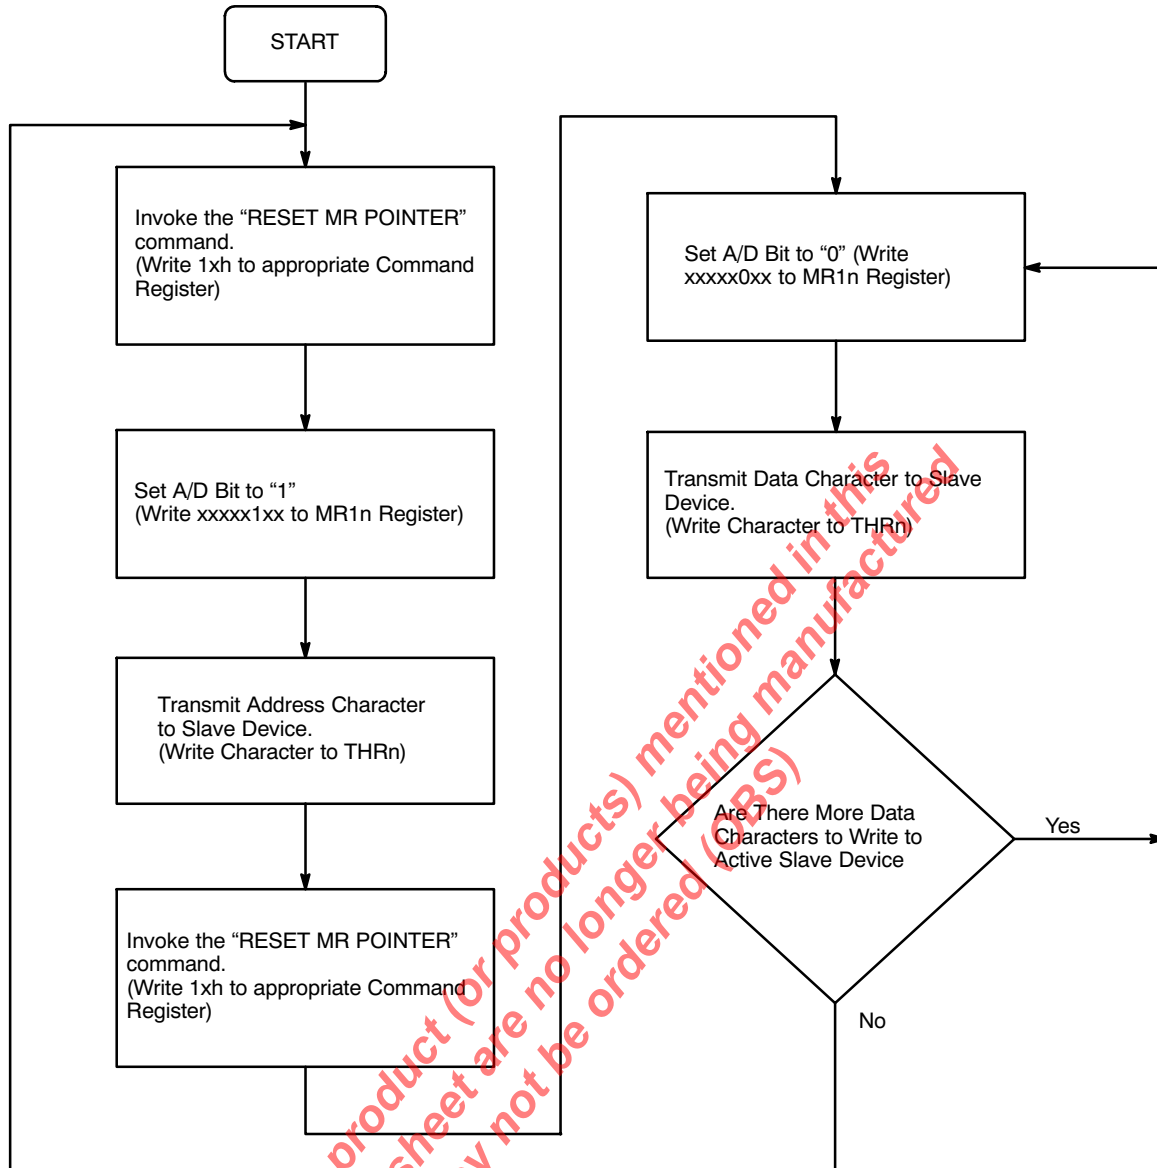 START
Invoke the “RESET MR POINTER”
command.
(Write 1xh to appropriate Command
Register)
Set A/D Bit to “1”
(Write xxxxx1xx to MR1n Register)
Transmit Address Character
to Slave Device.
(Write Character to THRn)
Invoke the “RESET MR POINTER”
command.
(Write 1xh to appropriate Command
Register)
Set A/D Bit to “0” (Write
xxxxx0xx to MR1n Register)
Transmit Data Character to Slave
Device.
(Write Character to THRn)
Are There More Data
Characters to Write to
Active Slave Device
Yes
No
product (or products) mentioned in this
sheet are no longer being manufactured
not be ordered (OBS)